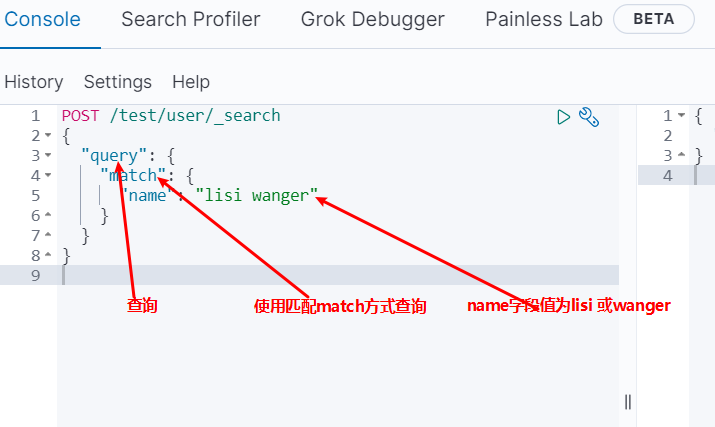 Console Search Profiler Grok Debugger Painless Lab BETA
History Settings Help
1 POST /test/user/_search
2 {
3 "query": {
4 "match": {
5 "name": "lisi wanger"
6 }
7 }
8 }
9
1 {
2
3 }
4
查询
使用匹配match方式查询
name字段值为lisi 或wanger